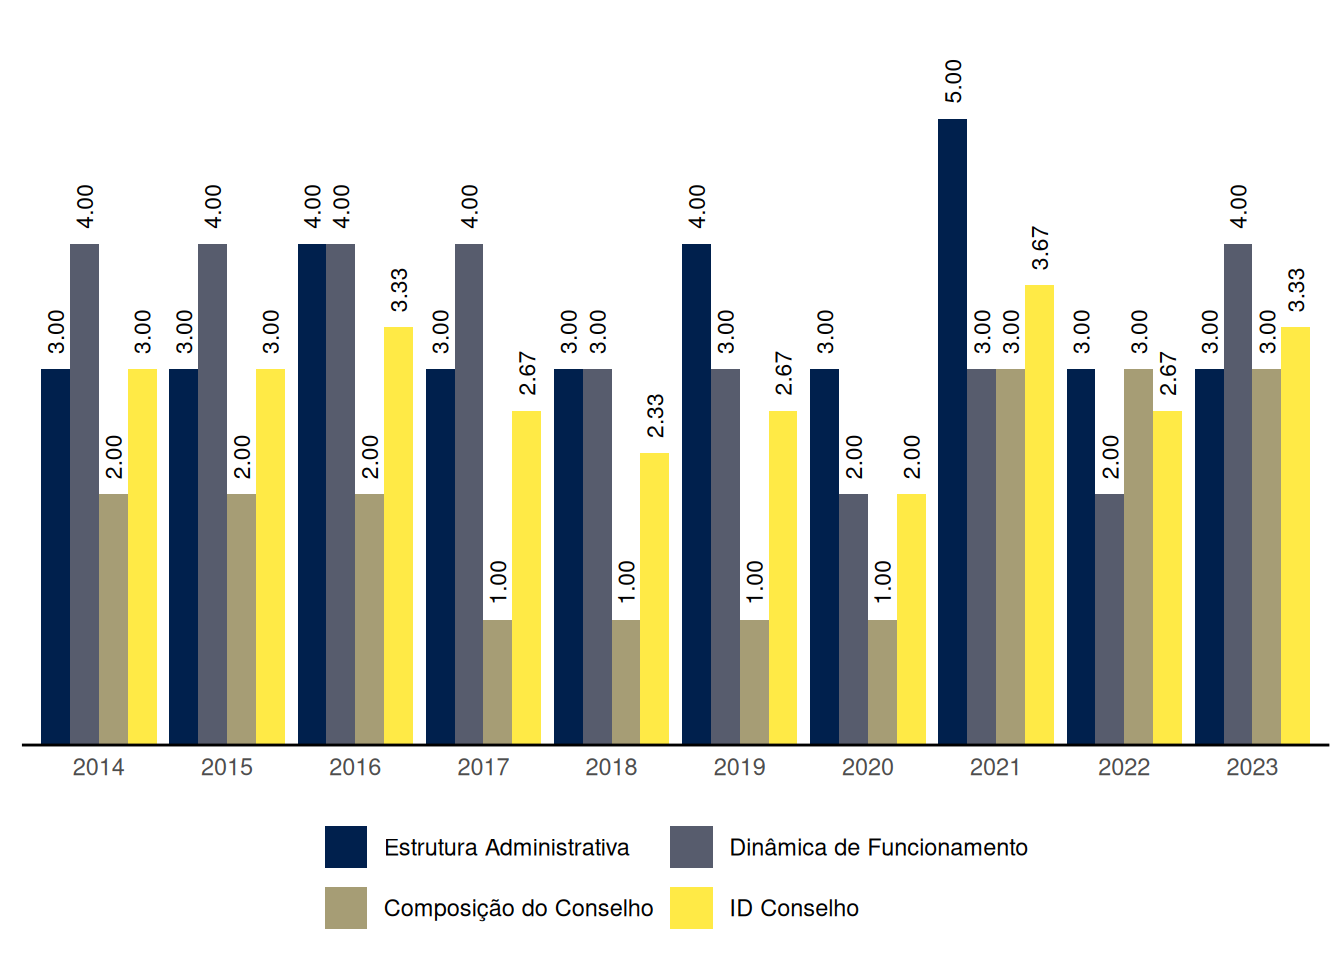 5.00
4.00 4.00 4.00 4.00 4.00 4.00 4.00
3.67
3.33 3.33
3.00 3.00 3.00 3.00 3.00 3.00 3.00 3.00 3.00 3.00 3.00 3.00 3.00 3.00 3.00
2.67 2.67 2.67
2.33
2.00 2.00 2.00 2.00 2.00 2.00
1.00 1.00 1.00 1.00
2014 2015 2016 2017 2018 2019 2020 2021 2022 2023
Estrutura Administrativa Dinâmica de Funcionamento
Composição do Conselho ID Conselho